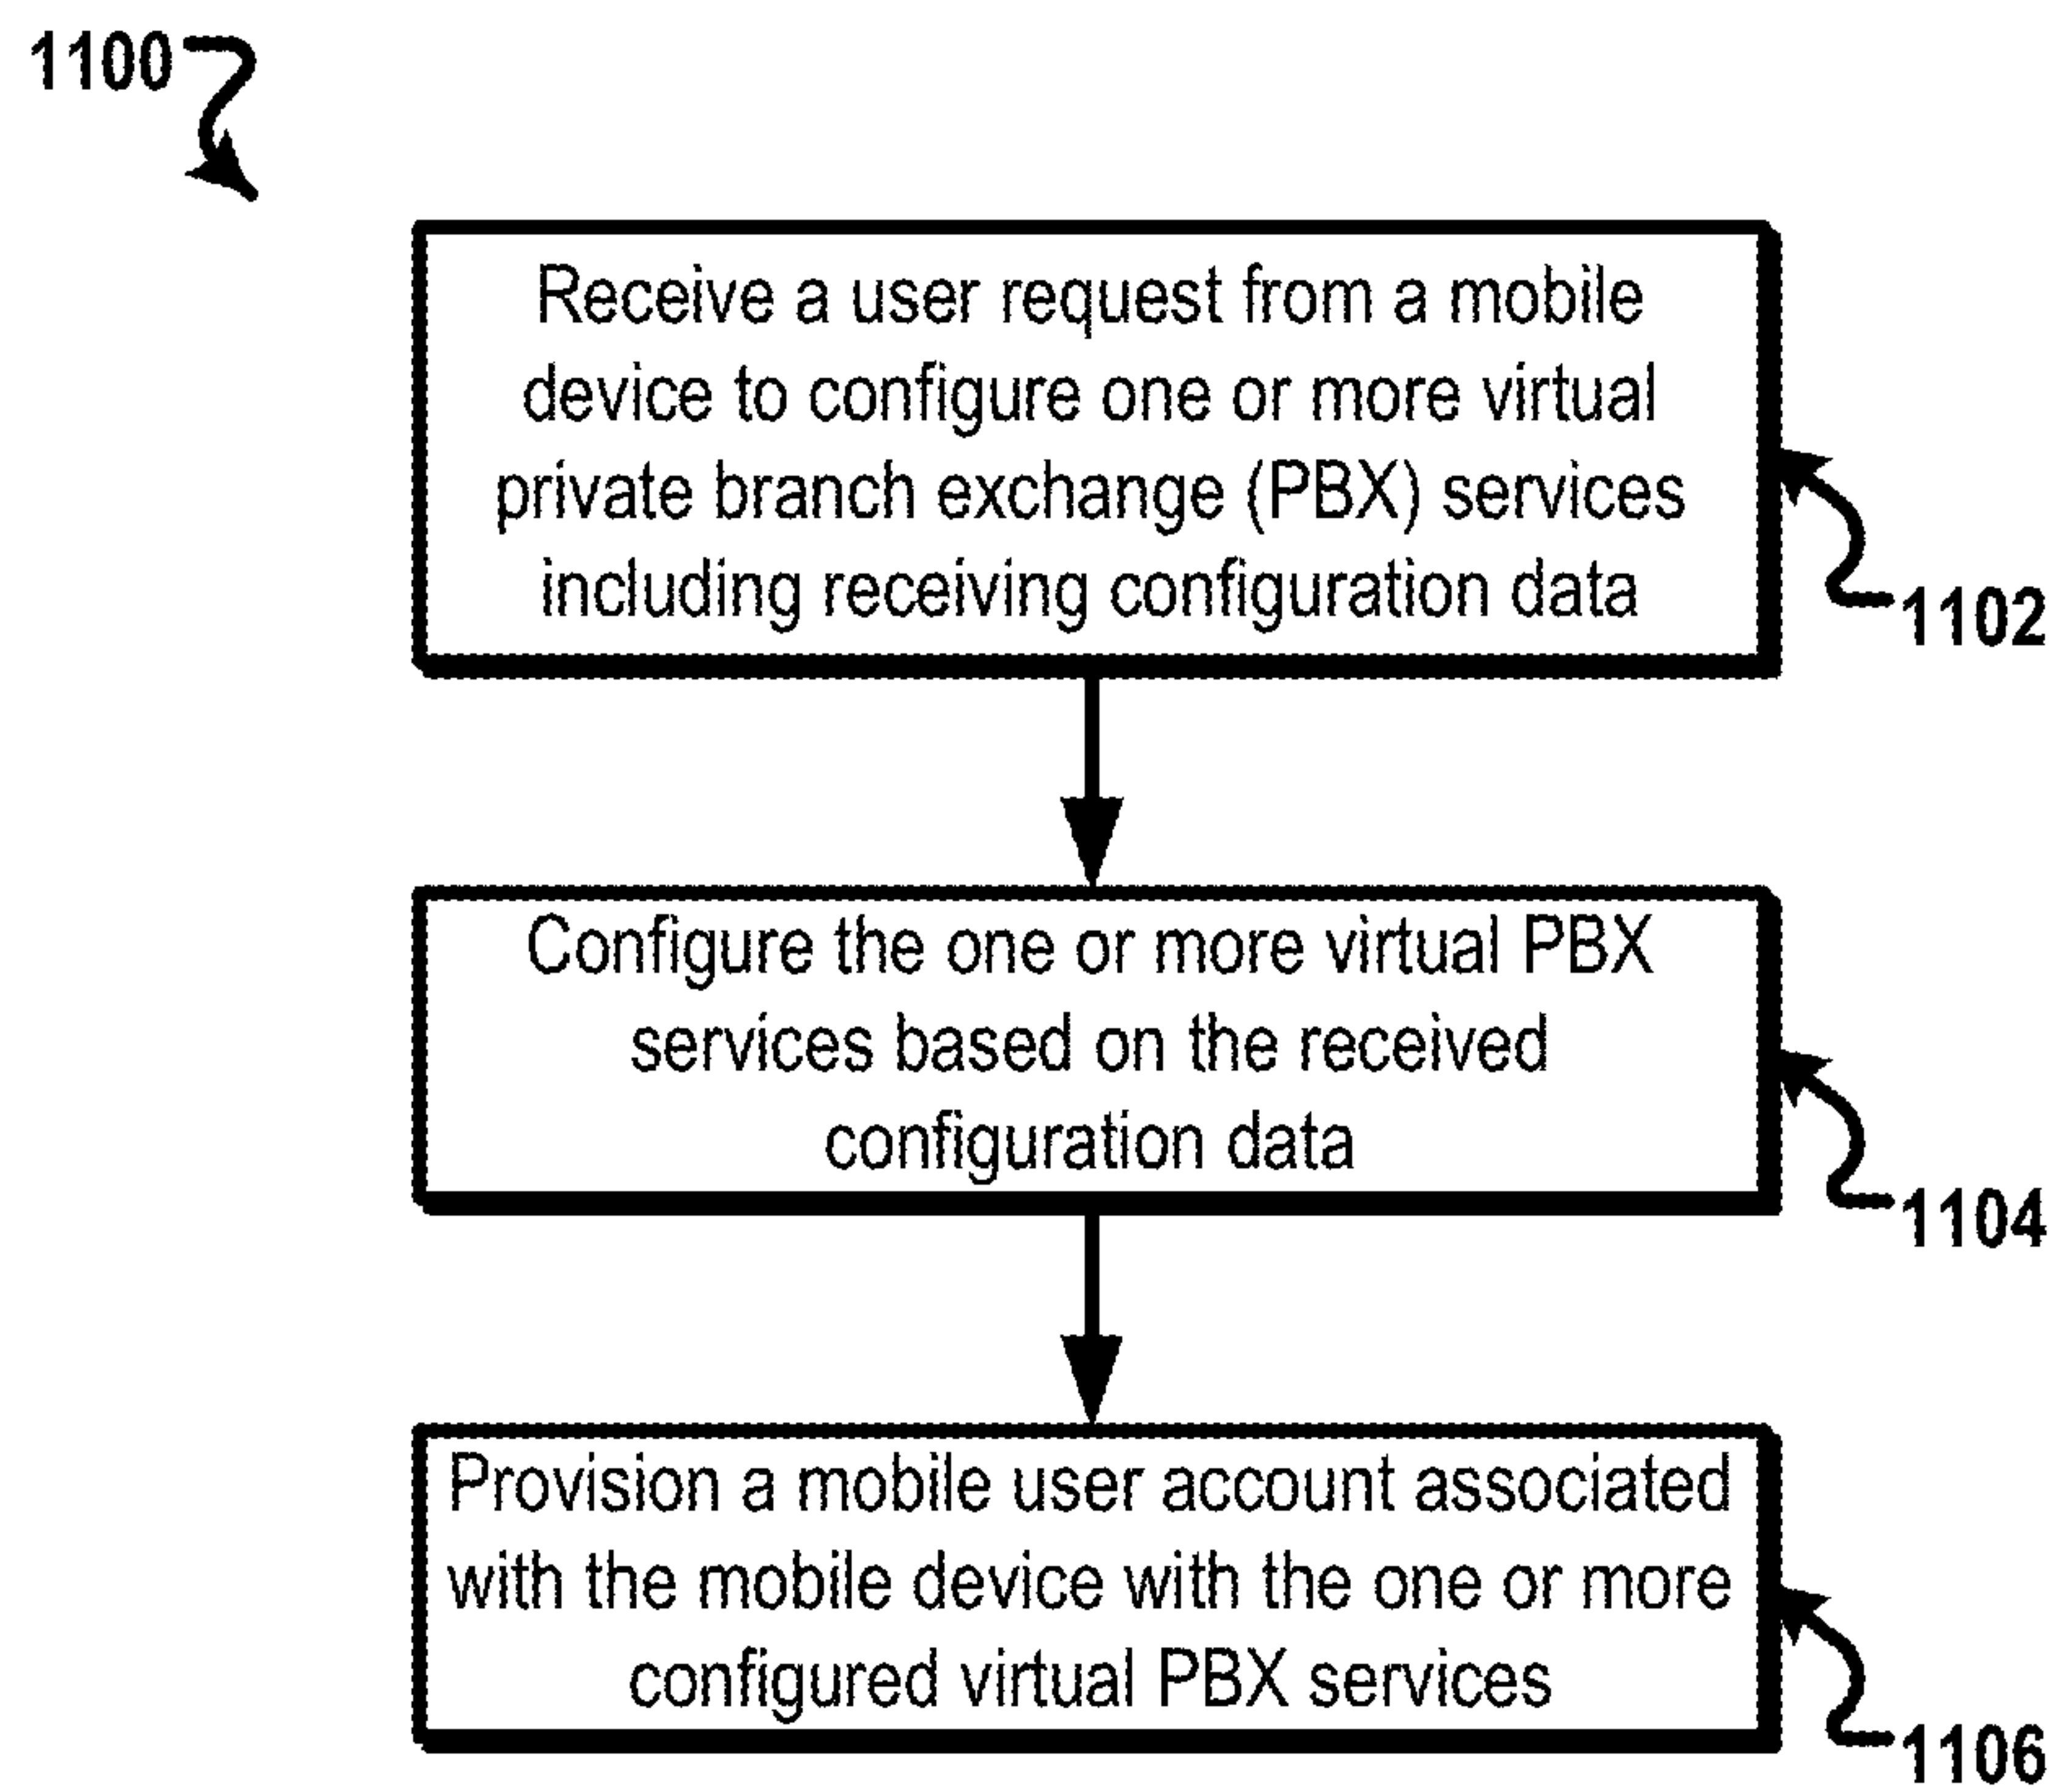 1100
Receive a user request from a mobile
device to configure one or more virtual
private branch exchange (PBX) services
including receiving configuration data
1102
Configure the one or more virtual PBX
services based on the received
configuration data
1104
Provision a mobile user account associated
with the mobile device with the one or more
configured virtual PBX services
1106